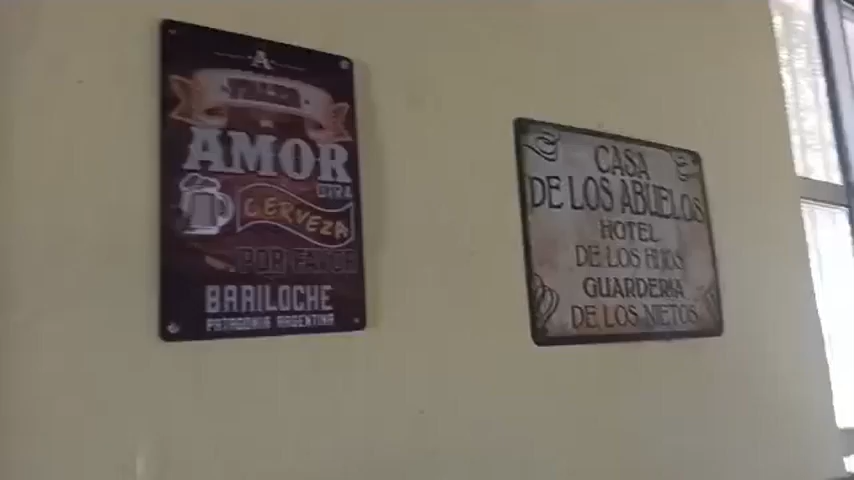 A
AMOR
OTRA
CERVEZA
POR FAVOR
BARILOCHE
PATAGONIA ARGENTINA
CASA
DE LOS ABUELOS
HOTEL
DE LOS HIJOS
GUARDERIA
DE LOS NIETOS